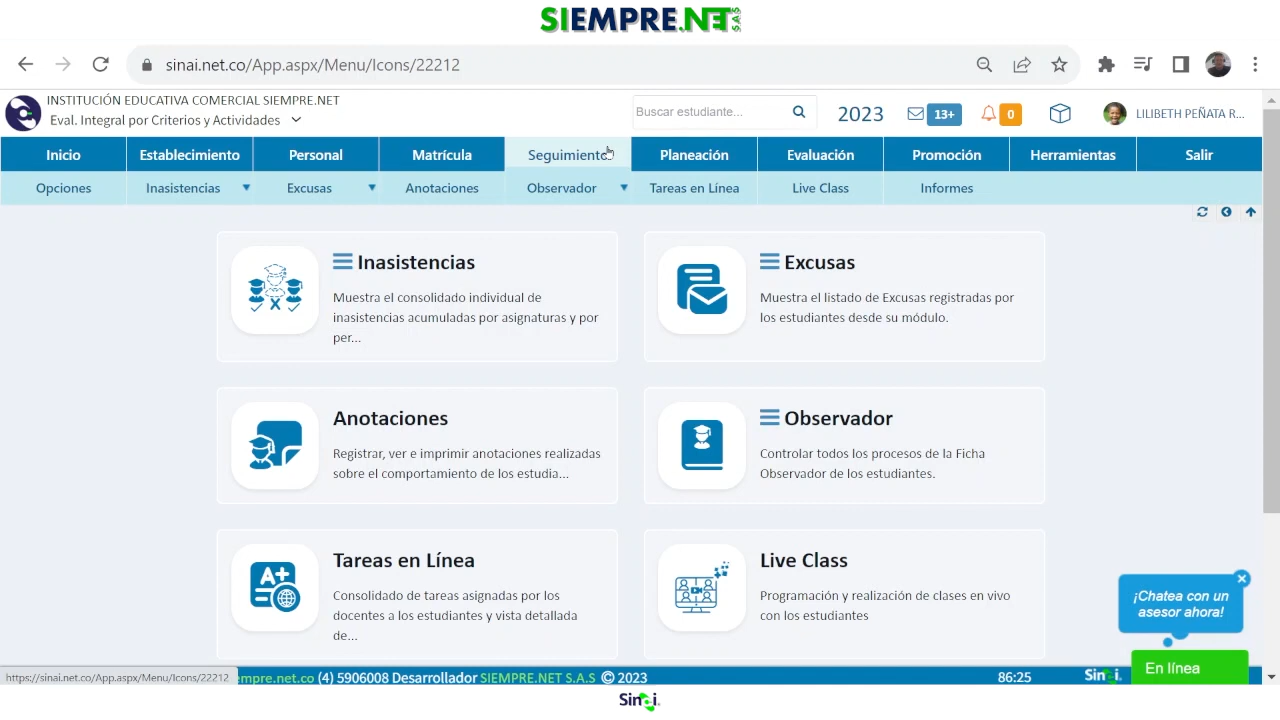 SIEMPRE.NET S.A.S
sinai.net.co/App.aspx/Menu/Icons/22212
INSTITUCIÓN EDUCATIVA COMERCIAL SIEMPRE.NET
Eval. Integral por Criterios y Actividades
Buscar estudiante...
2023
13+
0
LILIBETH PEÑATA R...
Inicio Establecimiento Personal Matrícula Seguimiento Planeación Evaluación Promoción Herramientas Salir
Opciones Inasistencias Excusas Anotaciones Observador Tareas en Línea Live Class Informes
Inasistencias
Muestra el consolidado individual de
inasistencias acumuladas por asignaturas y por
per...
Excusas
Muestra el listado de Excusas registradas por
los estudiantes desde su módulo.
Anotaciones
Registrar, ver e imprimir anotaciones realizadas
sobre el comportamiento de los estudia...
Observador
Controlar todos los procesos de la Ficha
Observador de los estudiantes.
A+
Tareas en Línea
Consolidado de tareas asignadas por los
docentes a los estudiantes y vista detallada
de...
Live Class
Programación y realización de clases en vivo
con los estudiantes
¡Chatea con un
asesor ahora!
En línea
https://sinai.net.co/App.aspx/Menu/Icons/22212
empre.net.co (4) 5906008 Desarrollador SIEMPRE.NET S.A.S © 2023
86:25
Sinai.
Sinai.